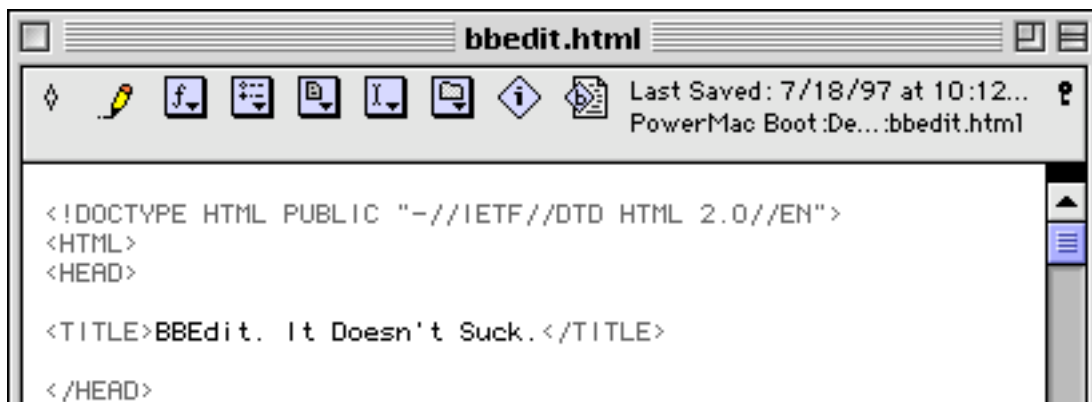 bbedit.html
Last Saved: 7/18/97 at 10:12...
PowerMac Boot:De...:bbedit.html
<!DOCTYPE HTML PUBLIC "-//IETF//DTD HTML 2.0//EN">
<HTML>
<HEAD>
<TITLE>BBEdit. It Doesn't Suck.</TITLE>
</HEAD>